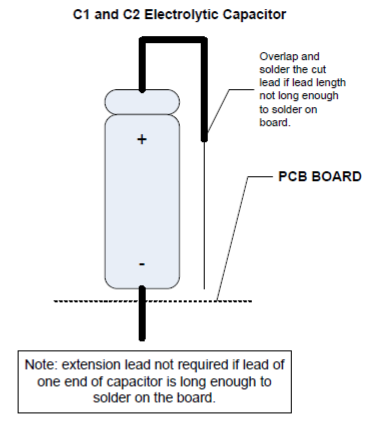 C1 and C2 Electrolytic Capacitor
Overlap and
solder the cut
lead if lead length
not long enough
to solder on
board.
+
PCB BOARD
-
Note: extension lead not required if lead of
one end of capacitor is long enough to
solder on the board.